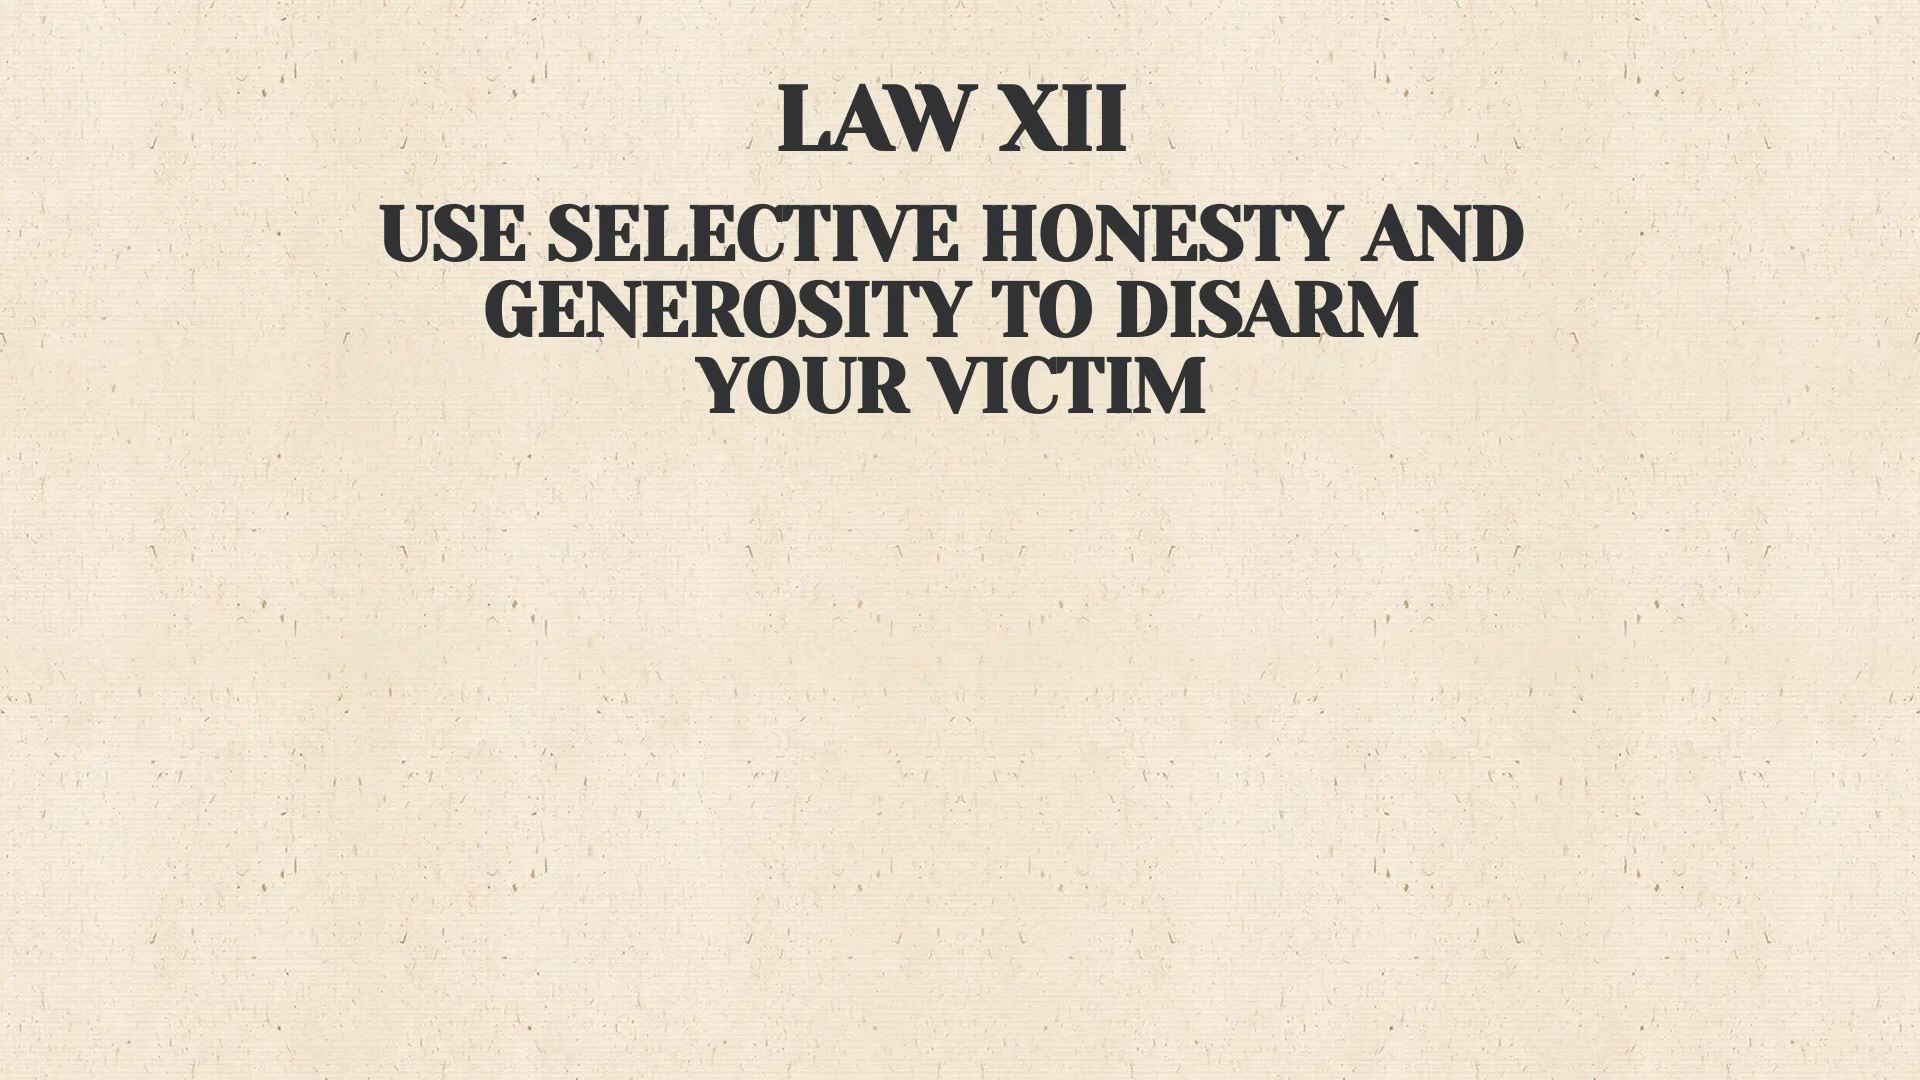 LAW XII
USE SELECTIVE HONESTY AND
GENEROSITY TO DISARM
YOUR VICTIM